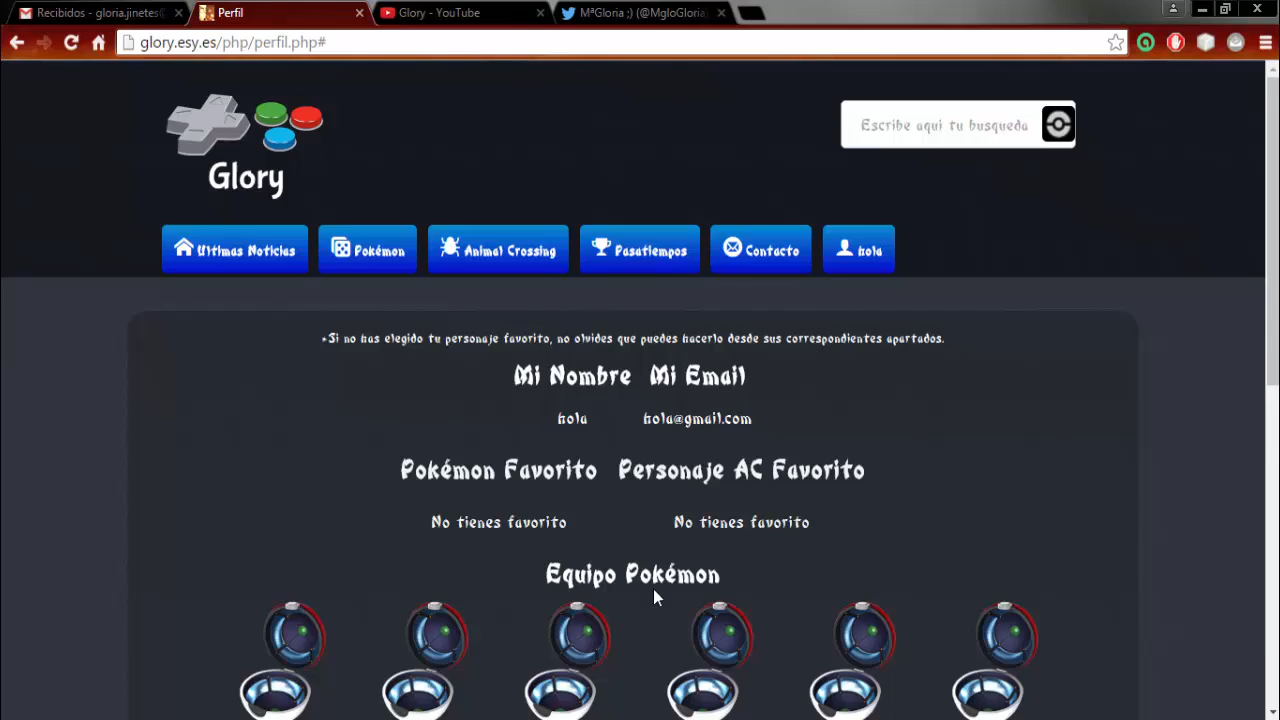 Recibidos - gloria.jinetes@
Perfil
Glory - YouTube
MªGloria ;) (@MgloGloria
glory.esy.es/php/perfil.php#
Glory
Escribe aqui tu busqueda
Ultimas Noticias
Pokémon
Animal Crossing
Pasatiempos
Contacto
hola
*Si no has elegido tu personaje favorito, no olvides que puedes hacerlo desde sus correspondientes apartados.
Mi Nombre Mi Email
hola hola@gmail.com
Pokémon Favorito Personaje AC Favorito
No tienes favorito No tienes favorito
Equipo Pokémon